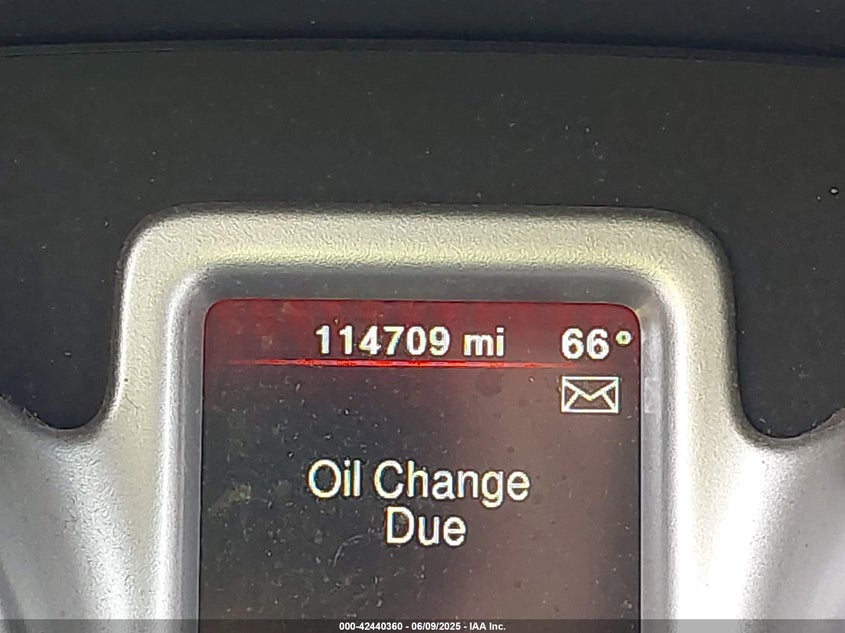 114709 mi 66°
Oil Change
Due
000-42440360 - 06/09/2025 - IAA Inc.